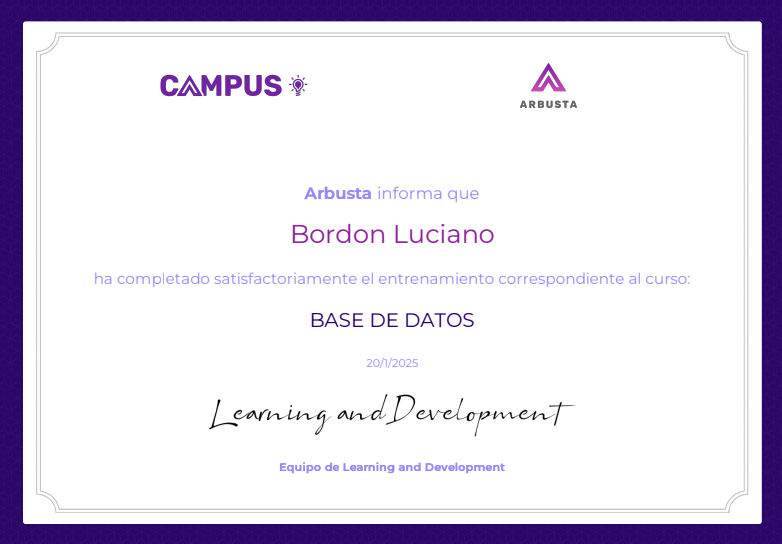 CAMPUS
ARBUSTA
Arbusta informa que
Bordon Luciano
ha completado satisfactoriamente el entrenamiento correspondiente al curso:
BASE DE DATOS
20/1/2025
Learning and Development
Equipo de Learning and Development